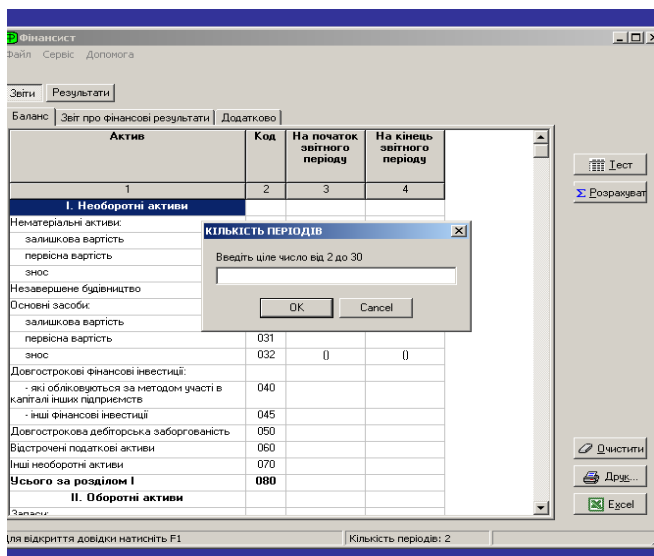 Фінансист
Файл Сервіс Допомога
Звіти Результати
Баланс Звіт про фінансові результати Додатково
Актив Код На початок звітного періоду На кінець звітного періоду
1 2 3 4
І. Необоротні активи
Нематеріальні активи:
залишкова вартість
первісна вартість
знос
Незавершене будівництво
Основні засоби:
залишкова вартість
первісна вартість 031
знос 032 () ()
Довгострокові фінансові інвестиції:
- які обліковуються за методом участі в
капіталі інших підприємств 040
- інші фінансові інвестиції 045
Довгострокова дебіторська заборгованість 050
Відстрочені податкові активи 060
Інші необоротні активи 070
Усього за розділом І 080
ІІ. Оборотні активи
Запаси:
КІЛЬКІСТЬ ПЕРІОДІВ
Введіть ціле число від 2 до 30
OK Cancel
Тест
Σ Розрахуват
Очистити
Друк...
Excel
Для відкриття довідки натисніть F1 Кількість періодів: 2